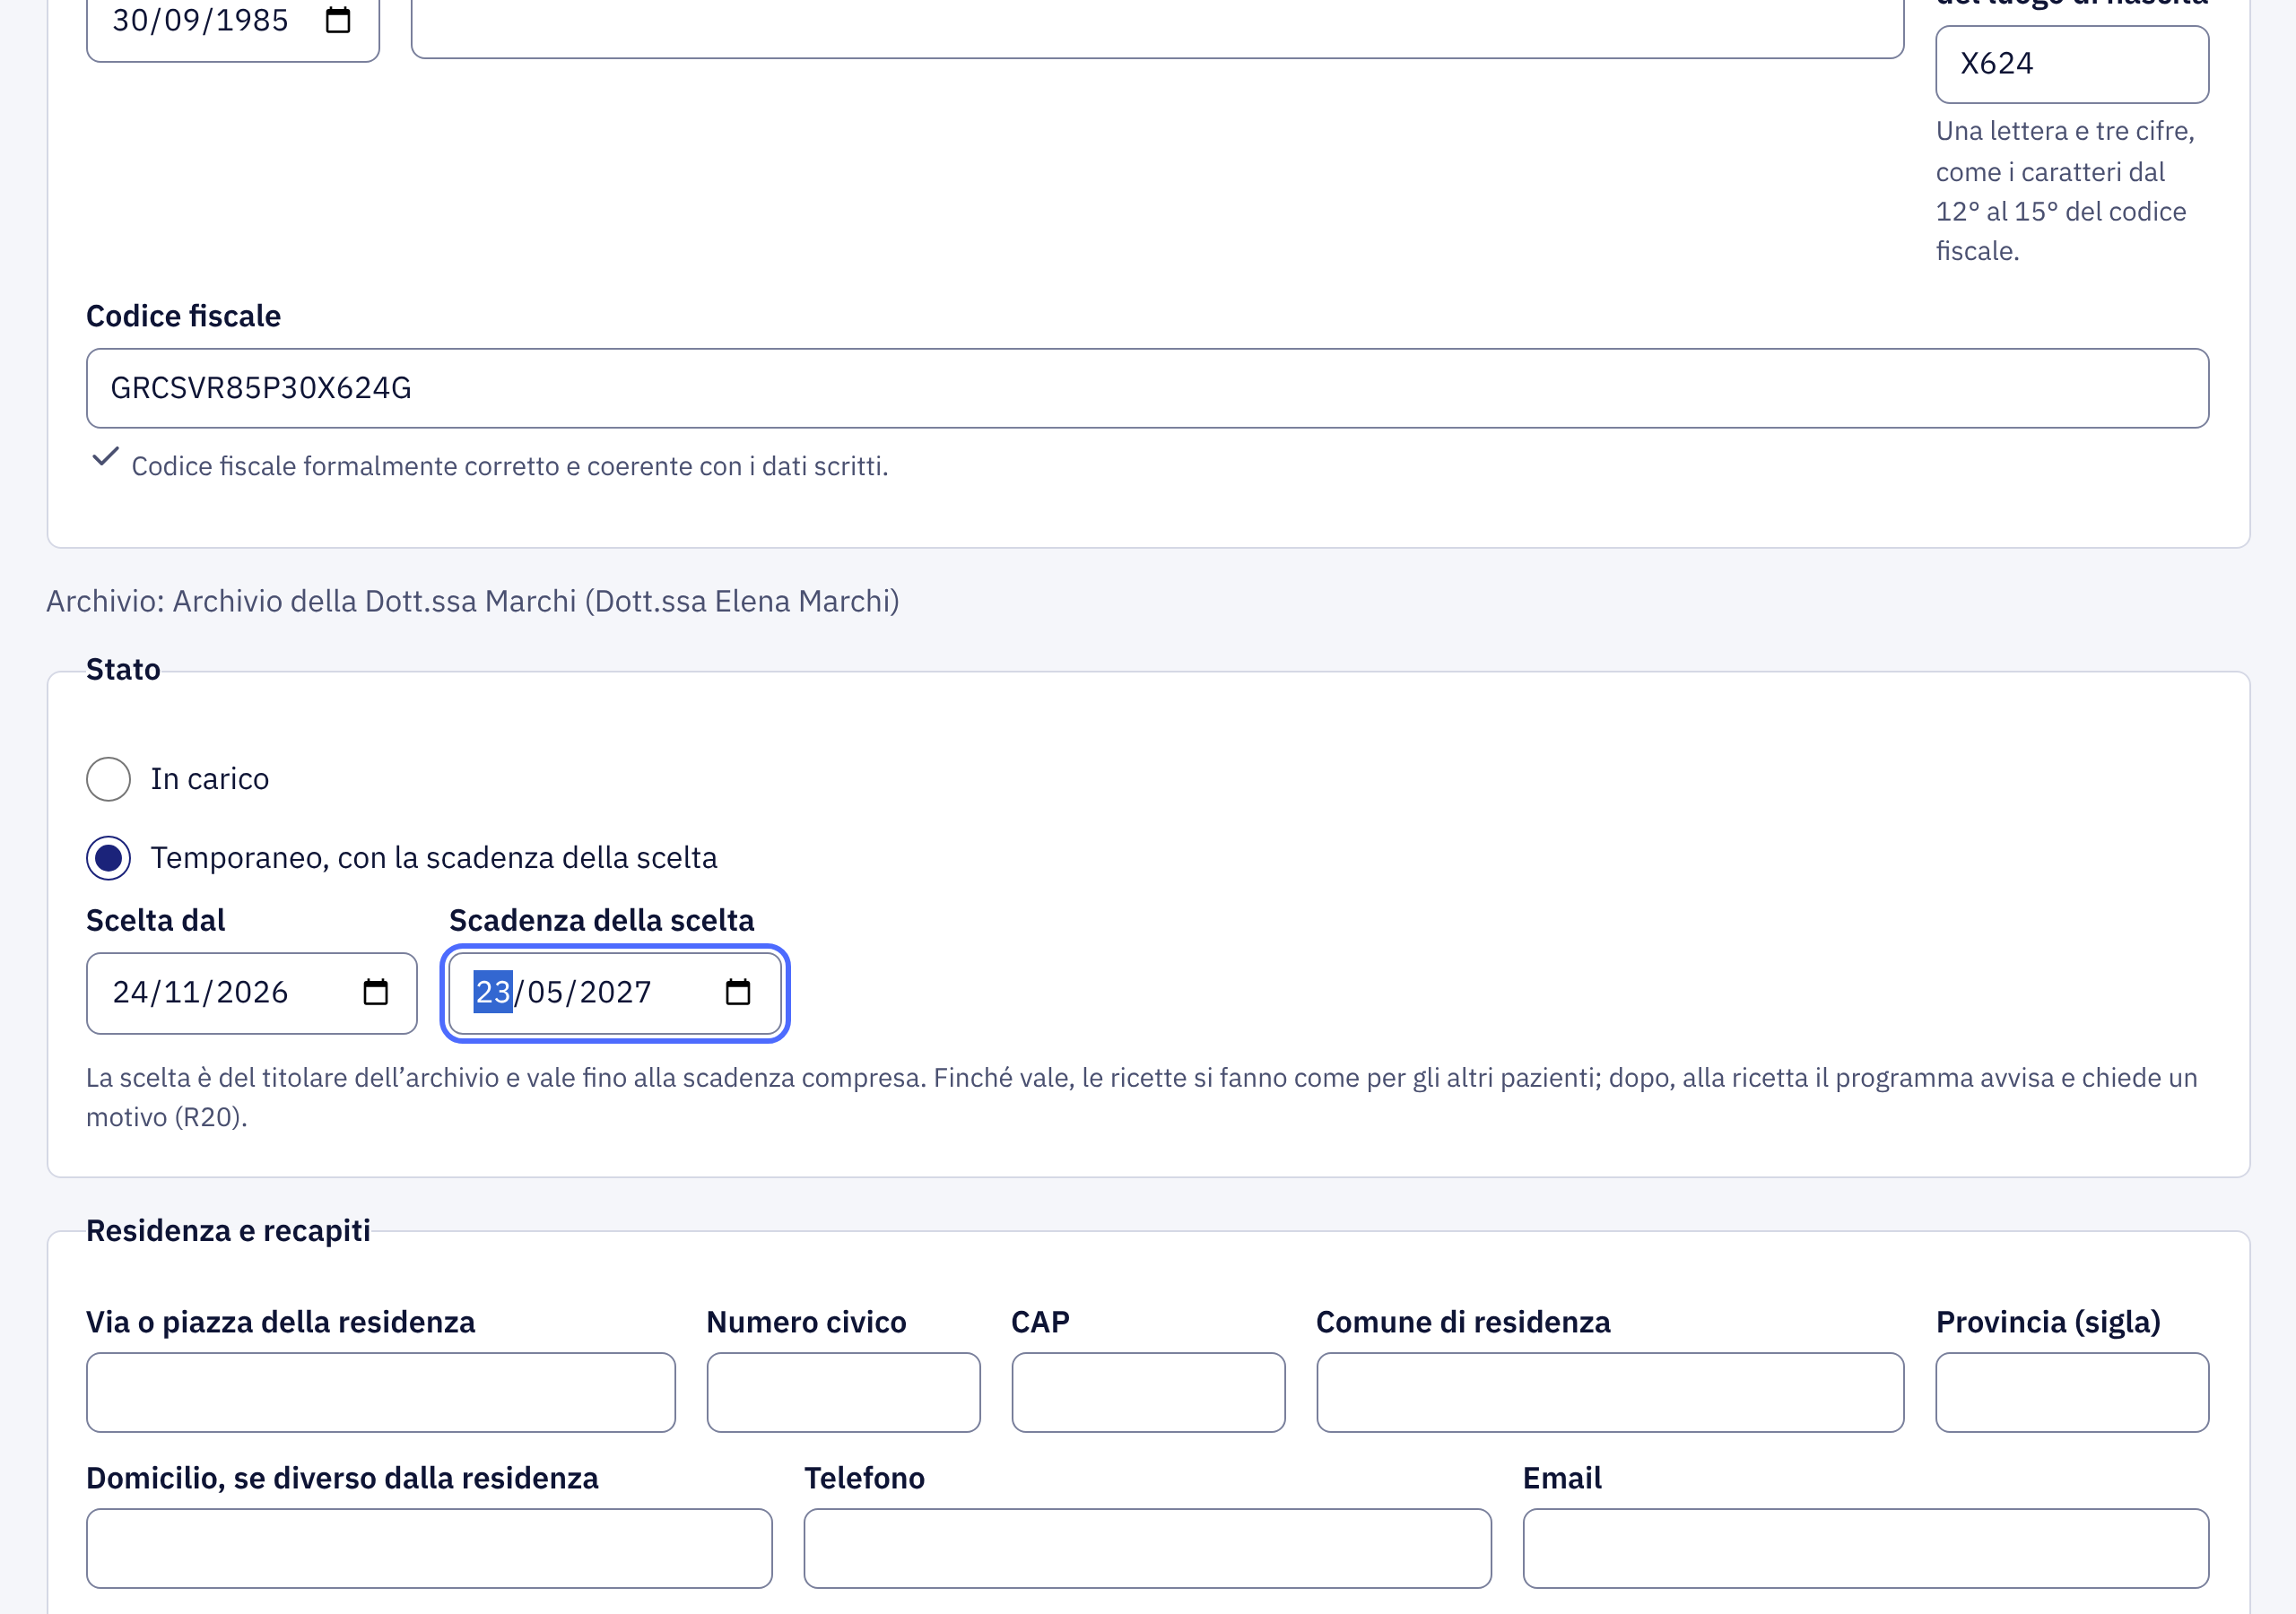 del luogo di nascita
30/09/1985
X624
Una lettera e tre cifre,
come i caratteri dal
12° al 15° del codice
fiscale.
Codice fiscale
GRCSVR85P30X624G
Codice fiscale formalmente corretto e coerente con i dati scritti.
Archivio: Archivio della Dott.ssa Marchi (Dott.ssa Elena Marchi)
Stato
In carico
Temporaneo, con la scadenza della scelta
Scelta dal
Scadenza della scelta
24/11/2026
23/05/2027
La scelta è del titolare dell’archivio e vale fino alla scadenza compresa. Finché vale, le ricette si fanno come per gli altri pazienti; dopo, alla ricetta il programma avvisa e chiede un
motivo (R20).
Residenza e recapiti
Via o piazza della residenza
Numero civico
CAP
Comune di residenza
Provincia (sigla)
Domicilio, se diverso dalla residenza
Telefono
Email